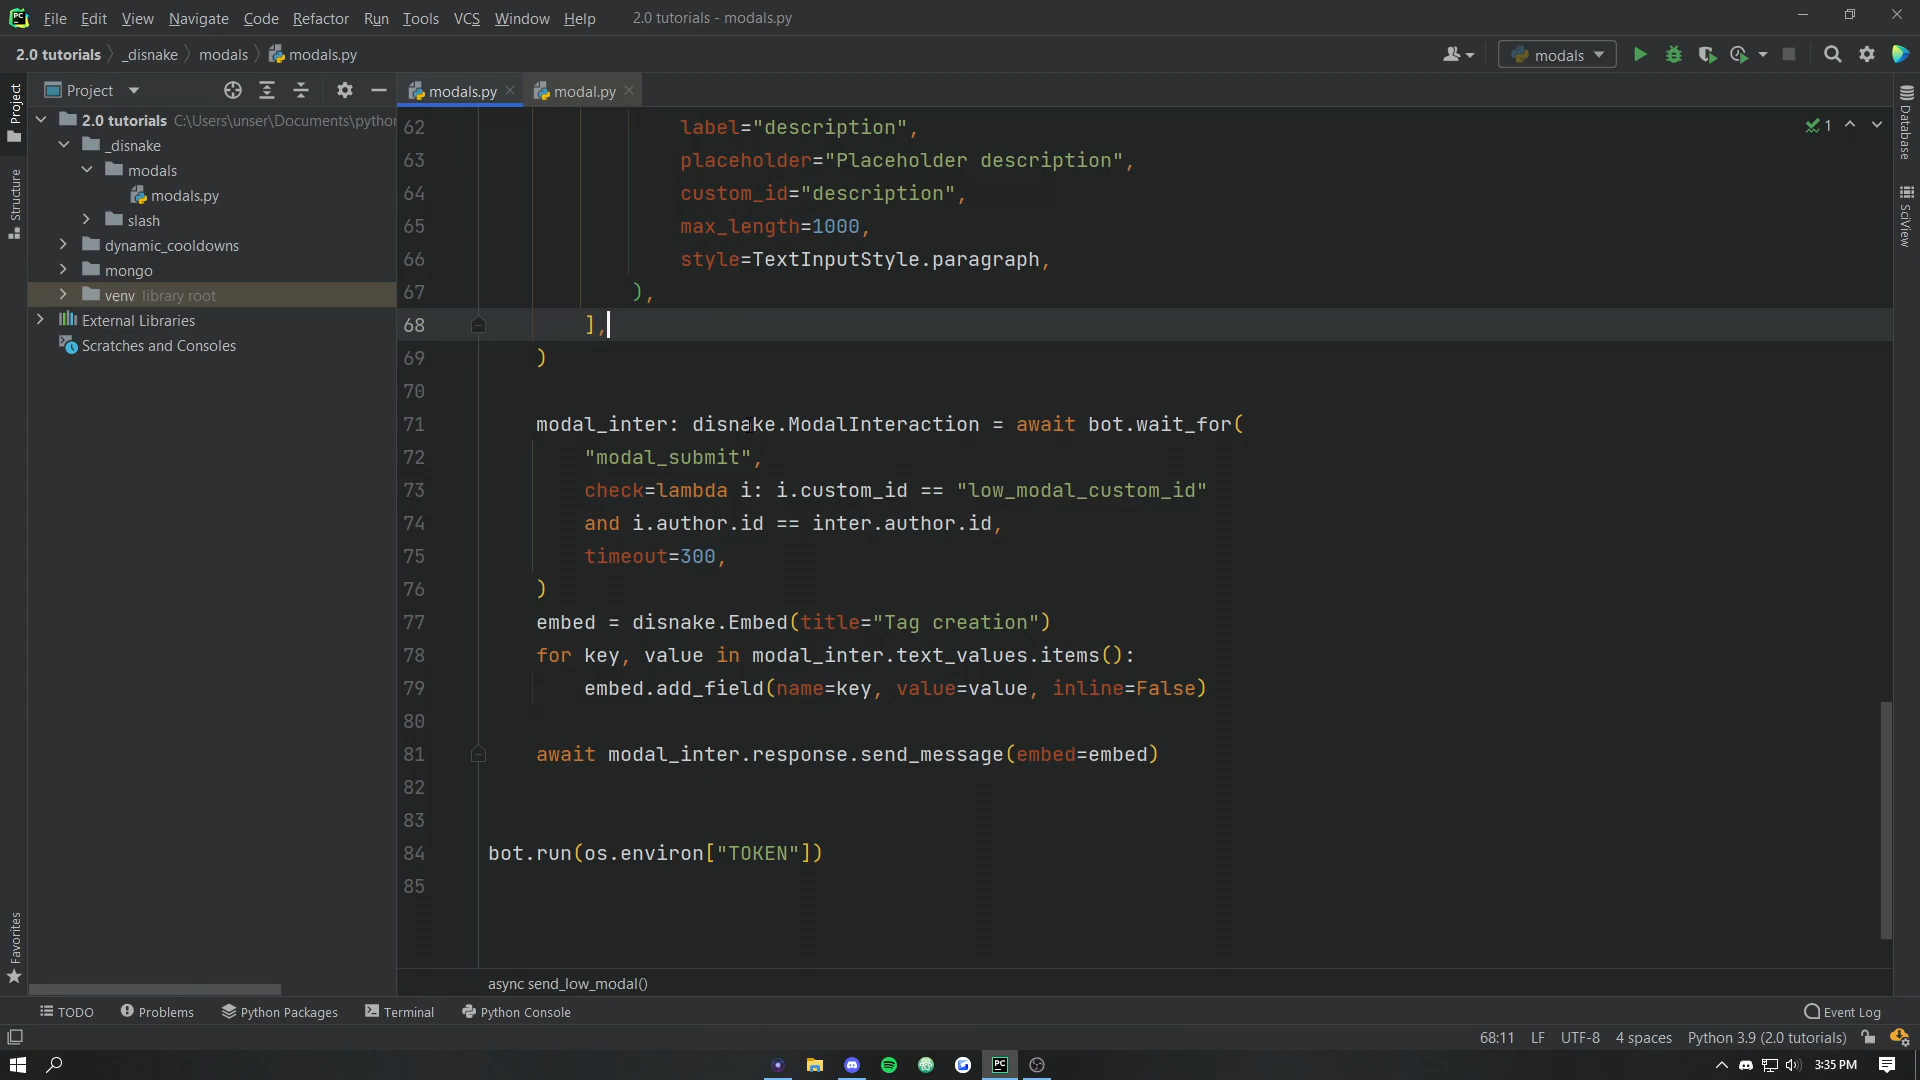 PC File Edit View Navigate Code Refactor Run Tools VCS Window Help 2.0 tutorials - modals.py
2.0 tutorials _disnake modals modals.py modals
Project
modals.py modal.py
2.0 tutorials C:\Users\unser\Documents\pythor
_disnake
modals
modals.py
slash
dynamic_cooldowns
mongo
venv library root
External Libraries
Scratches and Consoles
Project
Structure
Favorites
62 label="description",
63 placeholder="Placeholder description",
64 custom_id="description",
65 max_length=1000,
66 style=TextInputStyle.paragraph,
67 ),
68 ],
69 )
70
71 modal_inter: disnake.ModalInteraction = await bot.wait_for(
72 "modal_submit",
73 check=lambda i: i.custom_id == "low_modal_custom_id"
74 and i.author.id == inter.author.id,
75 timeout=300,
76 )
77 embed = disnake.Embed(title="Tag creation")
78 for key, value in modal_inter.text_values.items():
79 embed.add_field(name=key, value=value, inline=False)
80
81 await modal_inter.response.send_message(embed=embed)
82
83
84 bot.run(os.environ["TOKEN"])
85
1
Database
SciView
async send_low_modal()
TODO Problems Python Packages Terminal Python Console Event Log
68:11 LF UTF-8 4 spaces Python 3.9 (2.0 tutorials)
PC 3:35 PM